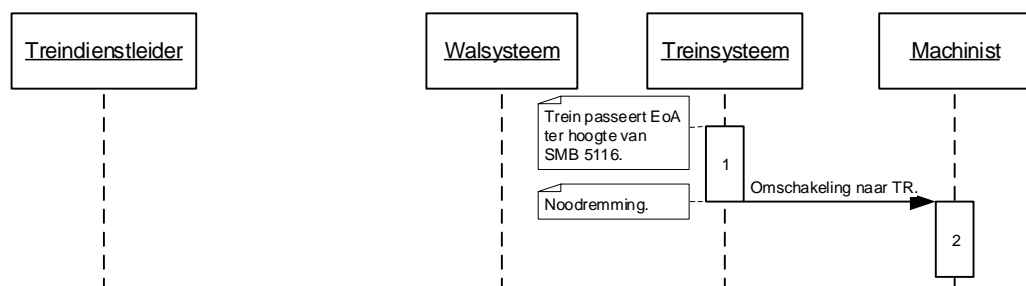 Treindienstleider
Walsysteem
Treinsysteem
Machinist
Trein passeert EoA
ter hoogte van
SMB 5116.
1
Omschakeling naar TR.
Noodremming.
2